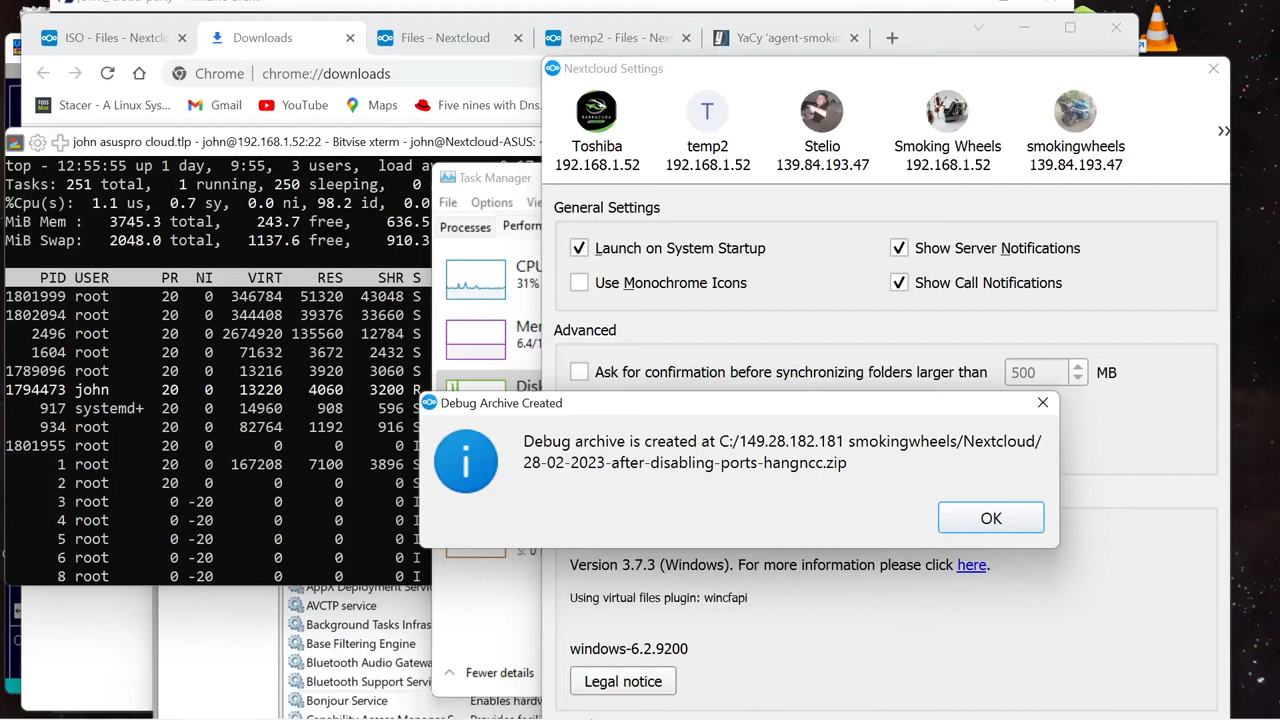 ISO - Files - Nextclo
Downloads
Files - Nextcloud
temp2 - Files - Nex
YaCy 'agent-smokin
Chrome
chrome://downloads
Stacer - A Linux Sys...
Gmail
YouTube
Maps
Five nines with Dns.
Nextcloud Settings
Toshiba
192.168.1.52
T
temp2
192.168.1.52
Stelio
139.84.193.47
Smoking Wheels
192.168.1.52
smokingwheels
139.84.193.47
john asuspro cloud.tlp - john@192.168.1.52:22 - Bitvise xterm - john@Nextcloud-ASUS: ~
top - 12:55:55 up 1 day, 9:55, 3 users, load av
Tasks: 251 total, 1 running, 250 sleeping, 0
%Cpu(s): 1.1 us, 0.7 sy, 0.0 ni, 98.2 id, 0.0
MiB Mem : 3745.3 total, 243.7 free, 636.5
MiB Swap: 2048.0 total, 1137.6 free, 910.3
PID USER PR NI VIRT RES SHR S
1801999 root 20 0 346784 51320 43048 S
1802094 root 20 0 344408 39376 33660 S
2496 root 20 0 2674920 135560 12784 S
1604 root 20 0 71632 3672 2432 S
1789096 root 20 0 13216 3920 3060 S
1794473 john 20 0 13220 4060 3200 R
917 systemd+ 20 0 14960 908 596 S
934 root 20 0 82764 1192 916 S
1801955 root 20 0 0 0 0 I
1 root 20 0 167208 7100 3896 S
2 root 20 0 0 0 0 S
3 root 0 -20 0 0 0 I
4 root 0 -20 0 0 0 I
5 root 0 -20 0 0 0 I
6 root 0 -20 0 0 0 I
8 root 0 -20 0 0 0 I
Task Manager
File Options Vie
Processes Perform
CPU
31%
Mem
6.4/1
Disk
S: 0
Fewer details
General Settings
Launch on System Startup
Show Server Notifications
Use Monochrome Icons
Show Call Notifications
Advanced
Ask for confirmation before synchronizing folders larger than 500 MB
Debug Archive Created
Debug archive is created at C:/149.28.182.181 smokingwheels/Nextcloud/
28-02-2023-after-disabling-ports-hangncc.zip
OK
Version 3.7.3 (Windows). For more information please click here.
Using virtual files plugin: wincfapi
windows-6.2.9200
Legal notice
AppX Deployment Servic
AVCTP service
Background Tasks Infras
Base Filtering Engine
Bluetooth Audio Gatewa
Bluetooth Support Servi
Bonjour Service
Enables hardw